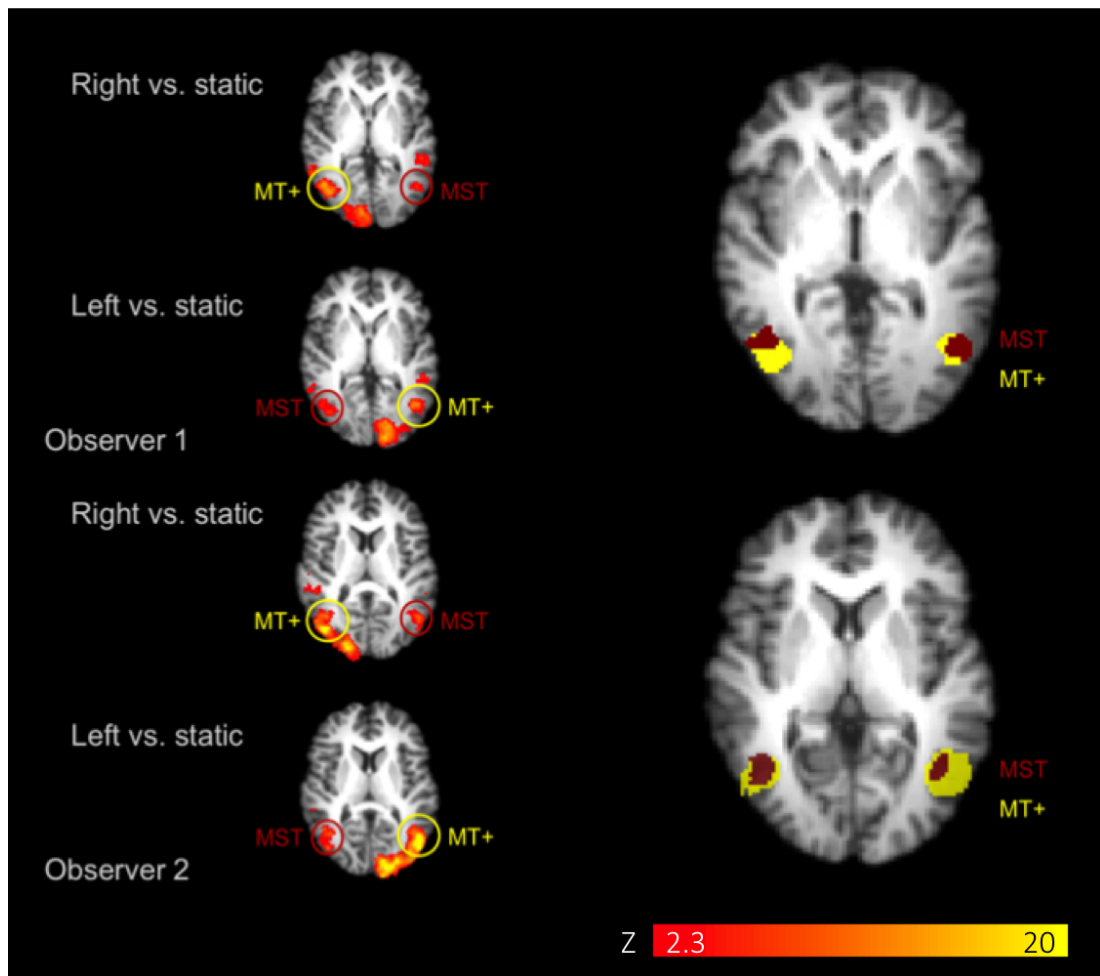 Right vs. static
MT+ MST
Left vs. static
MST MT+
Observer 1
Right vs. static
MT+ MST
Left vs. static
MST MT+
Observer 2
MST
MT+
MST
MT+
Z 2.3 20